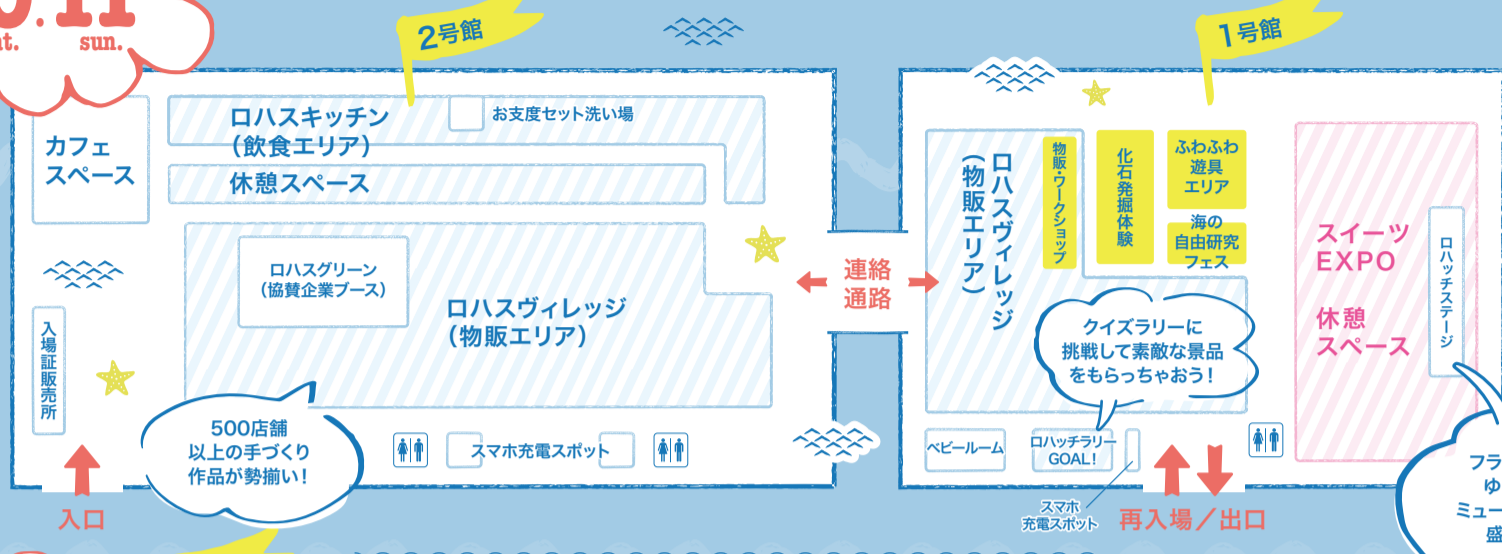 .11
sun.
2号館
1号館
カフェ
スペース
ロハスキッチン
（飲食エリア）
お支度セット洗い場
休憩スペース
ロハスグリーン
（協賛企業ブース）
ロハスヴィレッジ
（物販エリア）
入場証販売所
500店舗
以上の手づくり
作品が勢揃い！
スマホ充電スポット
入口
連絡
通路
ロハスヴィレッジ
（物販エリア）
物販・ワークショップ
化石発掘体験
ふわふわ
遊具
エリア
海の
自由研究
フェス
クイズラリーに
挑戦して素敵な景品
をもらっちゃおう！
スイーツ
EXPO
休憩
スペース
ロハッチステージ
ベビールーム
ロハッチラリー
GOAL！
スマホ
充電スポット
再入場／出口
フラ
ゆ
ミュー
盛